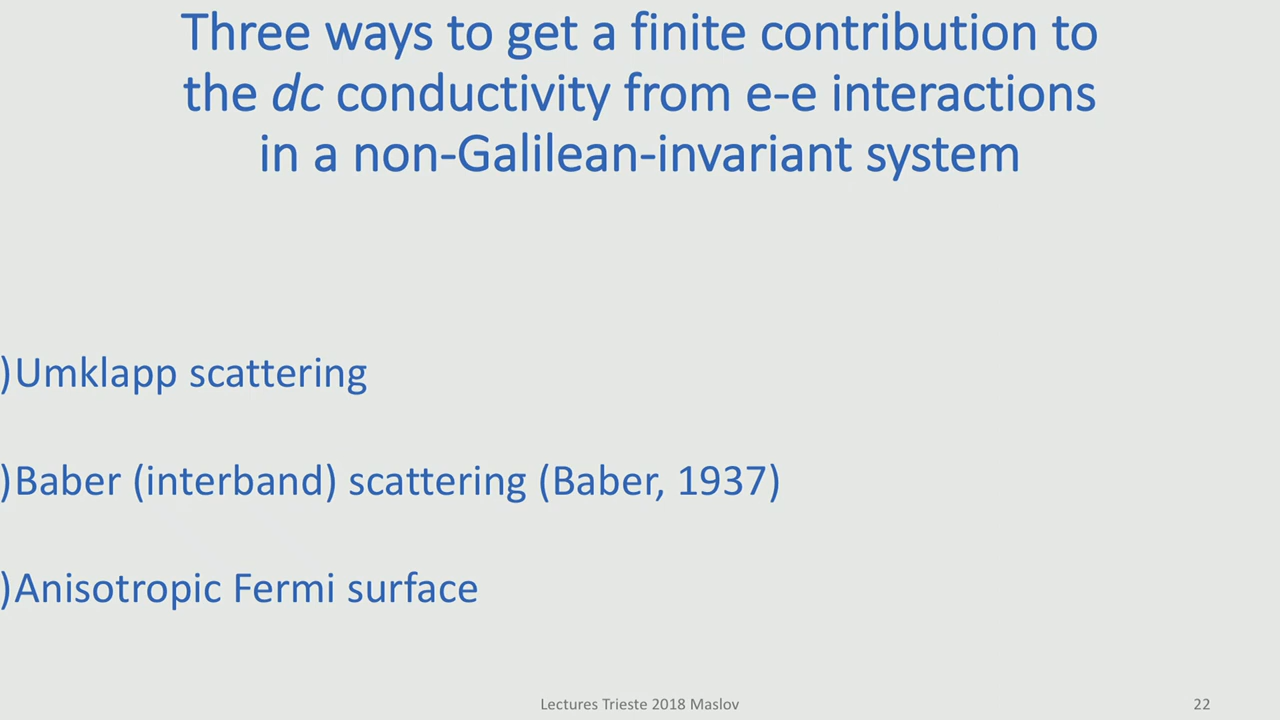 Three ways to get a finite contribution to
the dc conductivity from e-e interactions
in a non-Galilean-invariant system
)Umklapp scattering
)Baber (interband) scattering (Baber, 1937)
)Anisotropic Fermi surface
Lectures Trieste 2018 Maslov
22